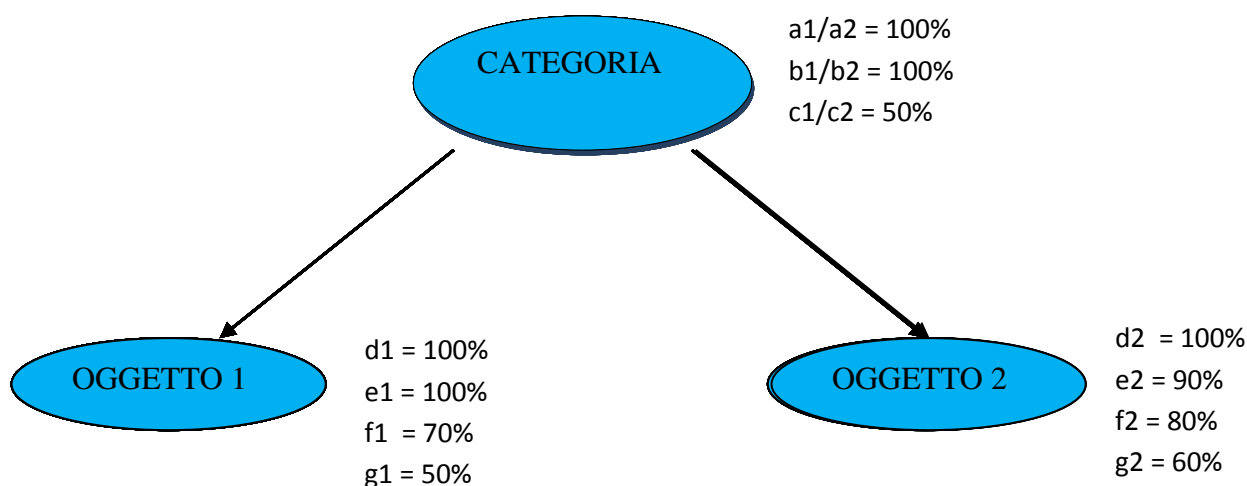 CATEGORIA
a1/a2 = 100%
b1/b2 = 100%
c1/c2 = 50%
OGGETTO 1
d1 = 100%
e1 = 100%
f1 = 70%
g1 = 50%
OGGETTO 2
d2 = 100%
e2 = 90%
f2 = 80%
g2 = 60%